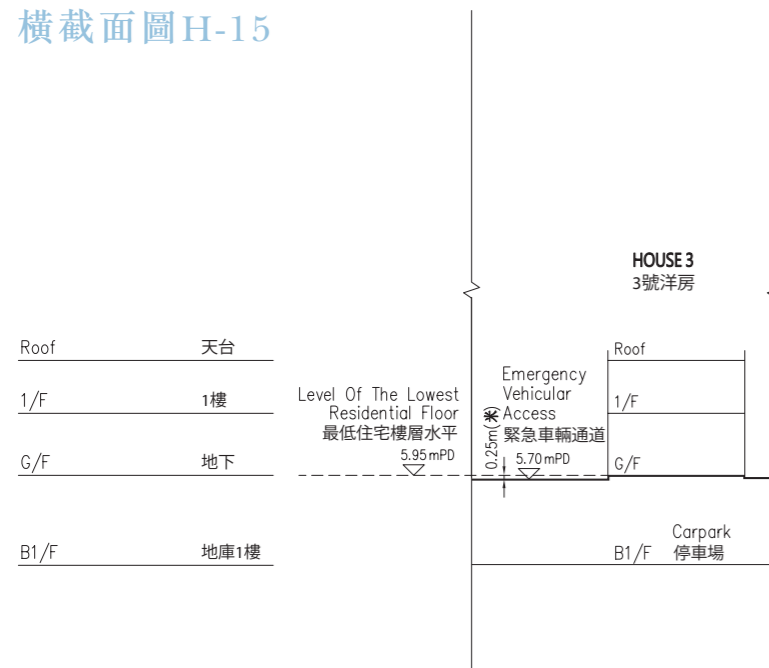 橫截面圖H-15
HOUSE 3
3號洋房
Roof 天台
1/F 1樓
G/F 地下
B1/F 地庫1樓
Level Of The Lowest
Residential Floor
最低住宅樓層水平
5.95mPD
0.25m(米)
Emergency
Vehicular
Access
緊急車輛通道
5.70mPD
Roof
1/F
G/F
Carpark
B1/F 停車場